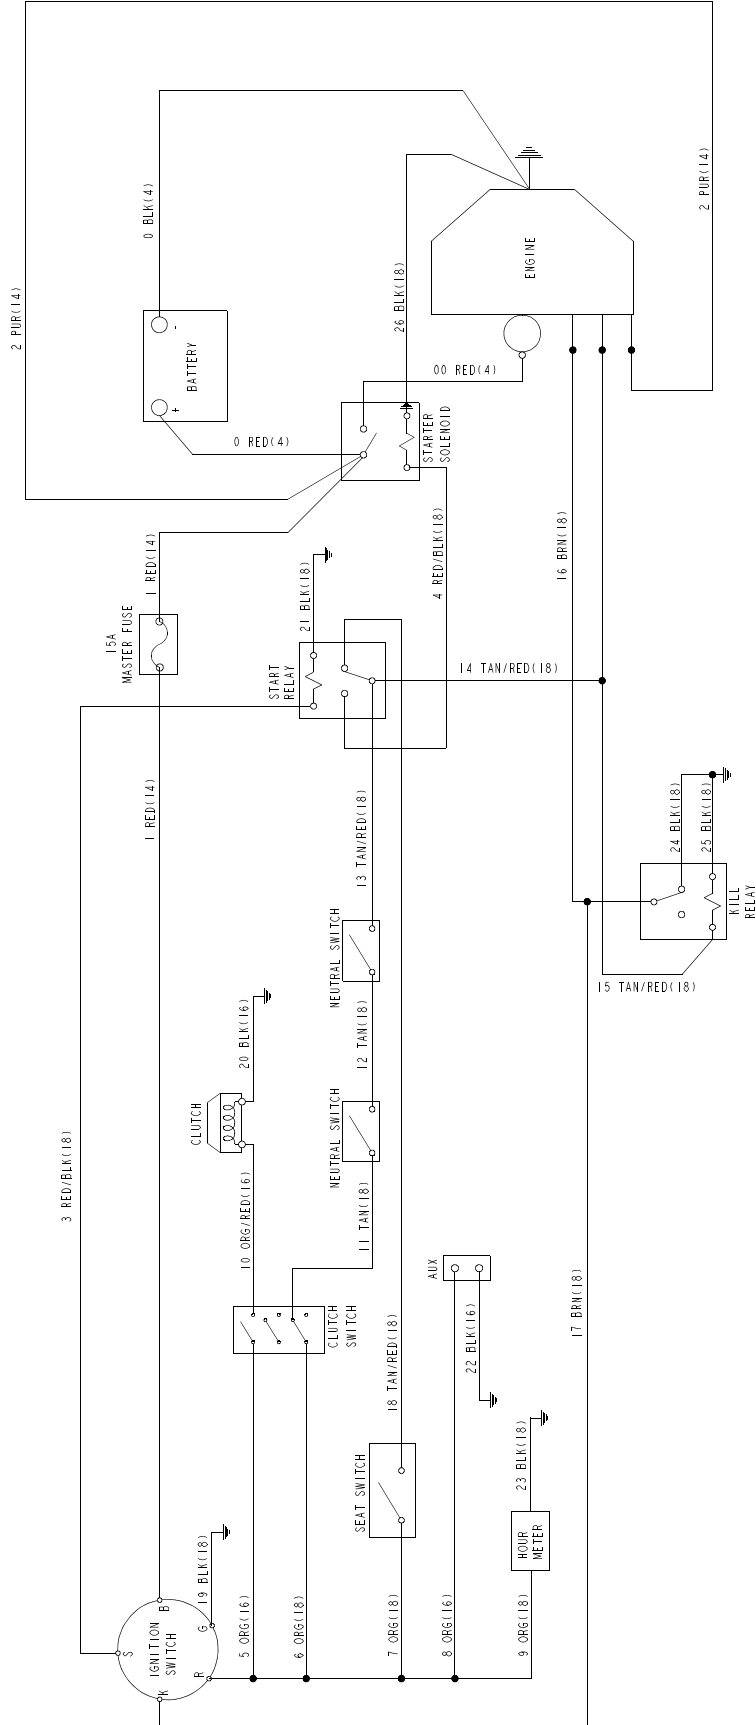 2 PUR(14)
0 BLK(4)
2 PUR(14)
26 BLK(18)
ENGINE
BATTERY
-
+
00 RED(4)
0 RED(4)
STARTER
SOLENOID
1 RED(14)
4 RED/BLK(18)
16 BRN(18)
15A
MASTER FUSE
21 BLK(18)
START
RELAY
14 TAN/RED(18)
1 RED(14)
13 TAN/RED(18)
24 BLK(18)
25 BLK(18)
KILL
RELAY
15 TAN/RED(18)
NEUTRAL SWITCH
20 BLK(16)
12 TAN(18)
CLUTCH
NEUTRAL SWITCH
3 RED/BLK(18)
10 ORG/RED(16)
11 TAN(18)
AUX
CLUTCH
SWITCH
22 BLK(16)
17 BRN(18)
18 TAN/RED(18)
SEAT SWITCH
23 BLK(18)
HOUR
METER
19 BLK(18)
IGNITION
SWITCH
B
G
S
R
K
5 ORG(16)
6 ORG(18)
7 ORG(18)
8 ORG(16)
9 ORG(18)